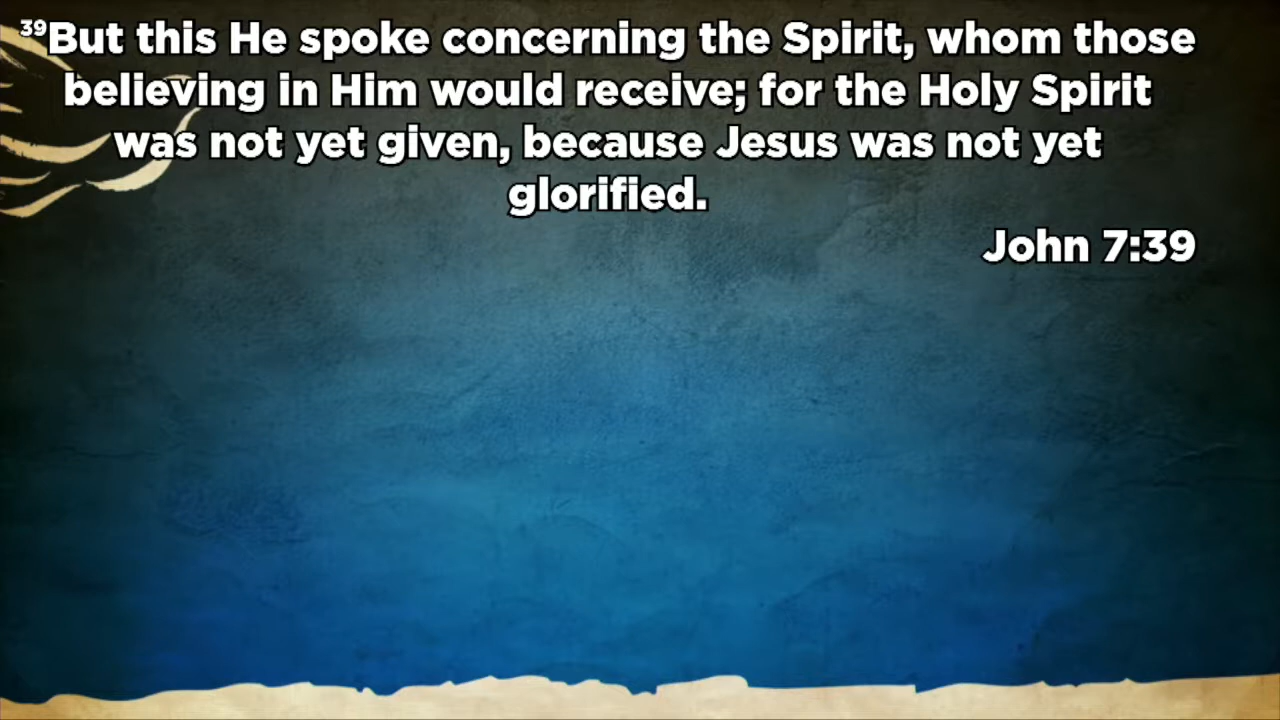 ³⁹But this He spoke concerning the Spirit, whom those
believing in Him would receive; for the Holy Spirit
was not yet given, because Jesus was not yet
glorified.
John 7:39